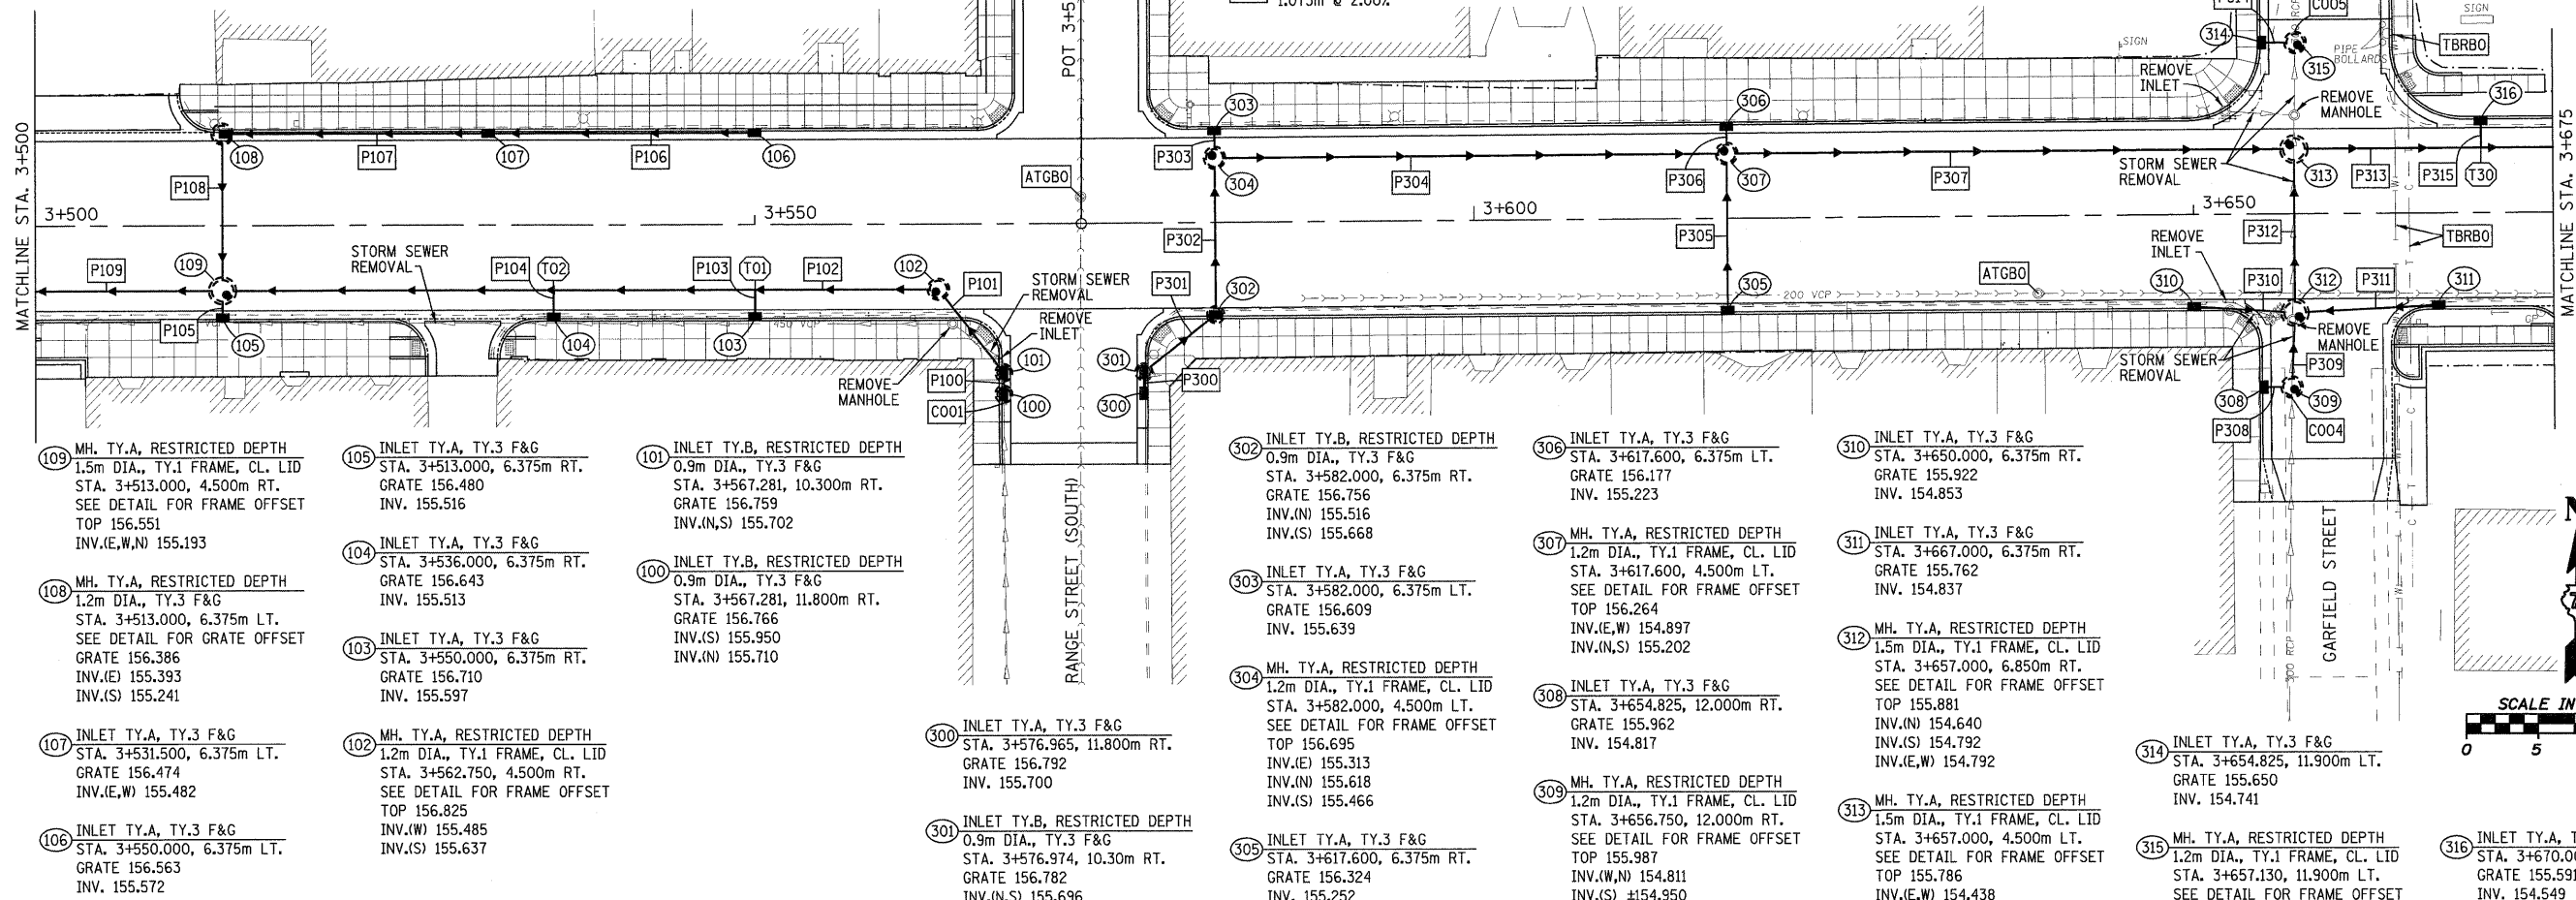 1.015m @ 2.00%
POT 3+5
C005
SIGN
314
TBRBO
SIGN
PIPE
BOLLARDS
315
REMOVE
INLET
REMOVE
MANHOLE
316
303
306
MATCHLINE STA. 3+500
MATCHLINE STA. 3+675
108
P107
107
P106
106
P303
304
P304
P306
307
P307
STORM SEWER
REMOVAL
313
P313
P315
T30
P108
ATGBO
3+500
3+550
3+600
3+650
P302
P305
P312
TBRBO
REMOVE
INLET
STORM SEWER
REMOVAL
P109
109
P104
T02
P103
T01
P102
102
P101
STORM SEWER
REMOVAL
P301
302
305
ATGBO
200 VCP
310
P310
312
P311
311
P105
105
104
103
450 VCP
REMOVE
INLET
REMOVE
MANHOLE
GP
101
301
P100
P300
REMOVE
MANHOLE
C001
100
300
STORM SEWER
REMOVAL
P309
308
309
P308
C004
RANGE STREET (SOUTH)
GARFIELD STREET
300 RCP
109 MH. TY.A, RESTRICTED DEPTH
1.5m DIA., TY.1 FRAME, CL. LID
STA. 3+513.000, 4.500m RT.
SEE DETAIL FOR FRAME OFFSET
TOP 156.551
INV.(E,W,N) 155.193
108 MH. TY.A, RESTRICTED DEPTH
1.2m DIA., TY.3 F&G
STA. 3+513.000, 6.375m LT.
SEE DETAIL FOR GRATE OFFSET
GRATE 156.386
INV.(E) 155.393
INV.(S) 155.241
107 INLET TY.A, TY.3 F&G
STA. 3+531.500, 6.375m LT.
GRATE 156.474
INV.(E,W) 155.482
106 INLET TY.A, TY.3 F&G
STA. 3+550.000, 6.375m LT.
GRATE 156.563
INV. 155.572
105 INLET TY.A, TY.3 F&G
STA. 3+513.000, 6.375m RT.
GRATE 156.480
INV. 155.516
104 INLET TY.A, TY.3 F&G
STA. 3+536.000, 6.375m RT.
GRATE 156.643
INV. 155.513
103 INLET TY.A, TY.3 F&G
STA. 3+550.000, 6.375m RT.
GRATE 156.710
INV. 155.597
102 MH. TY.A, RESTRICTED DEPTH
1.2m DIA., TY.1 FRAME, CL. LID
STA. 3+562.750, 4.500m RT.
SEE DETAIL FOR FRAME OFFSET
TOP 156.825
INV.(W) 155.485
INV.(S) 155.637
101 INLET TY.B, RESTRICTED DEPTH
0.9m DIA., TY.3 F&G
STA. 3+567.281, 10.300m RT.
GRATE 156.759
INV.(N,S) 155.702
100 INLET TY.B, RESTRICTED DEPTH
0.9m DIA., TY.3 F&G
STA. 3+567.281, 11.800m RT.
GRATE 156.766
INV.(S) 155.950
INV.(N) 155.710
300 INLET TY.A, TY.3 F&G
STA. 3+576.965, 11.800m RT.
GRATE 156.792
INV. 155.700
301 INLET TY.B, RESTRICTED DEPTH
0.9m DIA., TY.3 F&G
STA. 3+576.974, 10.30m RT.
GRATE 156.782
INV.(N,S) 155.696
302 INLET TY.B, RESTRICTED DEPTH
0.9m DIA., TY.3 F&G
STA. 3+582.000, 6.375m RT.
GRATE 156.756
INV.(N) 155.516
INV.(S) 155.668
303 INLET TY.A, TY.3 F&G
STA. 3+582.000, 6.375m LT.
GRATE 156.609
INV. 155.639
304 MH. TY.A, RESTRICTED DEPTH
1.2m DIA., TY.1 FRAME, CL. LID
STA. 3+582.000, 4.500m LT.
SEE DETAIL FOR FRAME OFFSET
TOP 156.695
INV.(E) 155.313
INV.(N) 155.618
INV.(S) 155.466
305 INLET TY.A, TY.3 F&G
STA. 3+617.600, 6.375m RT.
GRATE 156.324
INV. 155.252
306 INLET TY.A, TY.3 F&G
STA. 3+617.600, 6.375m LT.
GRATE 156.177
INV. 155.223
307 MH. TY.A, RESTRICTED DEPTH
1.2m DIA., TY.1 FRAME, CL. LID
STA. 3+617.600, 4.500m LT.
SEE DETAIL FOR FRAME OFFSET
TOP 156.264
INV.(E,W) 154.897
INV.(N,S) 155.202
308 INLET TY.A, TY.3 F&G
STA. 3+654.825, 12.000m RT.
GRATE 155.962
INV. 154.817
309 MH. TY.A, RESTRICTED DEPTH
1.2m DIA., TY.1 FRAME, CL. LID
STA. 3+656.750, 12.000m RT.
SEE DETAIL FOR FRAME OFFSET
TOP 155.987
INV.(W,N) 154.811
INV.(S) ±154.950
310 INLET TY.A, TY.3 F&G
STA. 3+650.000, 6.375m RT.
GRATE 155.922
INV. 154.853
311 INLET TY.A, TY.3 F&G
STA. 3+667.000, 6.375m RT.
GRATE 155.762
INV. 154.837
312 MH. TY.A, RESTRICTED DEPTH
1.5m DIA., TY.1 FRAME, CL. LID
STA. 3+657.000, 6.850m RT.
SEE DETAIL FOR FRAME OFFSET
TOP 155.881
INV.(N) 154.640
INV.(S) 154.792
INV.(E,W) 154.792
313 MH. TY.A, RESTRICTED DEPTH
1.5m DIA., TY.1 FRAME, CL. LID
STA. 3+657.000, 4.500m LT.
SEE DETAIL FOR FRAME OFFSET
TOP 155.786
INV.(E,W) 154.438
314 INLET TY.A, TY.3 F&G
STA. 3+654.825, 11.900m LT.
GRATE 155.650
INV. 154.741
315 MH. TY.A, RESTRICTED DEPTH
1.2m DIA., TY.1 FRAME, CL. LID
STA. 3+657.130, 11.900m LT.
SEE DETAIL FOR FRAME OFFSET
316 INLET TY.A,
STA. 3+670.0
GRATE 155.591
INV. 154.549
SCALE IN
0 5